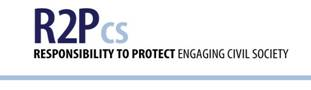 R2PCS
RESPONSIBILITY TO PROTECT ENGAGING CIVIL SOCIETY